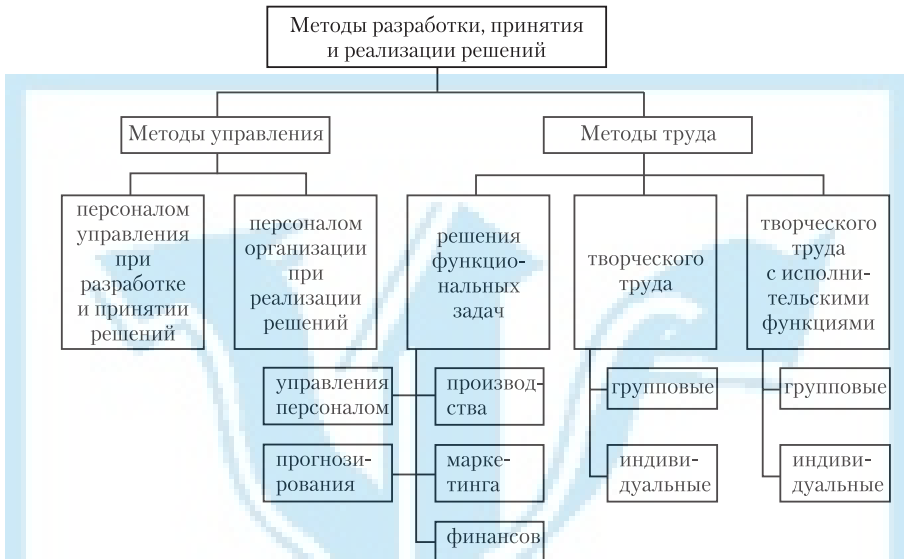 Методы разработки, принятия
и реализации решений
Методы управления
Методы труда
персоналом
управления
при
разработке
и принятии
решений
персоналом
организации
при
реализации
решений
решения
функцио-
нальных
задач
творческого
труда
творческого
труда
с исполни-
тельскими
функциями
управления
персоналом
производ-
ства
групповые
групповые
прогнози-
рования
марке-
тинга
индиви-
дуальные
индиви-
дуальные
финансов